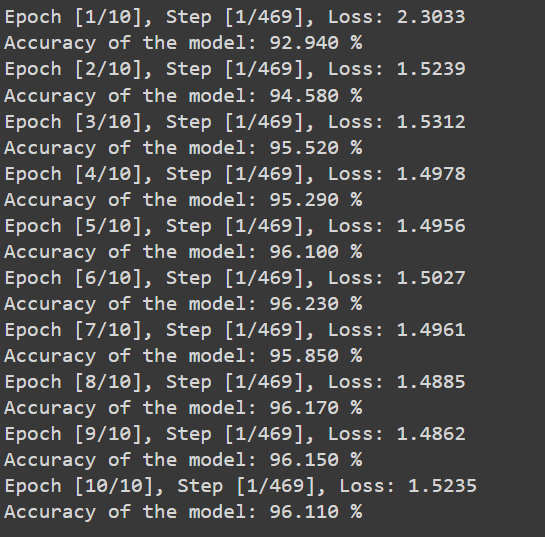 Epoch [1/10], Step [1/469], Loss: 2.3033
Accuracy of the model: 92.940 %
Epoch [2/10], Step [1/469], Loss: 1.5239
Accuracy of the model: 94.580 %
Epoch [3/10], Step [1/469], Loss: 1.5312
Accuracy of the model: 95.520 %
Epoch [4/10], Step [1/469], Loss: 1.4978
Accuracy of the model: 95.290 %
Epoch [5/10], Step [1/469], Loss: 1.4956
Accuracy of the model: 96.100 %
Epoch [6/10], Step [1/469], Loss: 1.5027
Accuracy of the model: 96.230 %
Epoch [7/10], Step [1/469], Loss: 1.4961
Accuracy of the model: 95.850 %
Epoch [8/10], Step [1/469], Loss: 1.4885
Accuracy of the model: 96.170 %
Epoch [9/10], Step [1/469], Loss: 1.4862
Accuracy of the model: 96.150 %
Epoch [10/10], Step [1/469], Loss: 1.5235
Accuracy of the model: 96.110 %